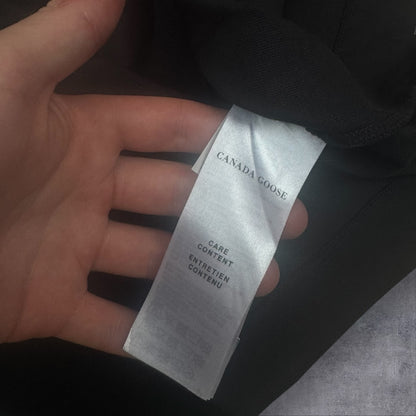 CANADA GOOSE
CARE
CONTENT
ENTRETIEN
CONTENU